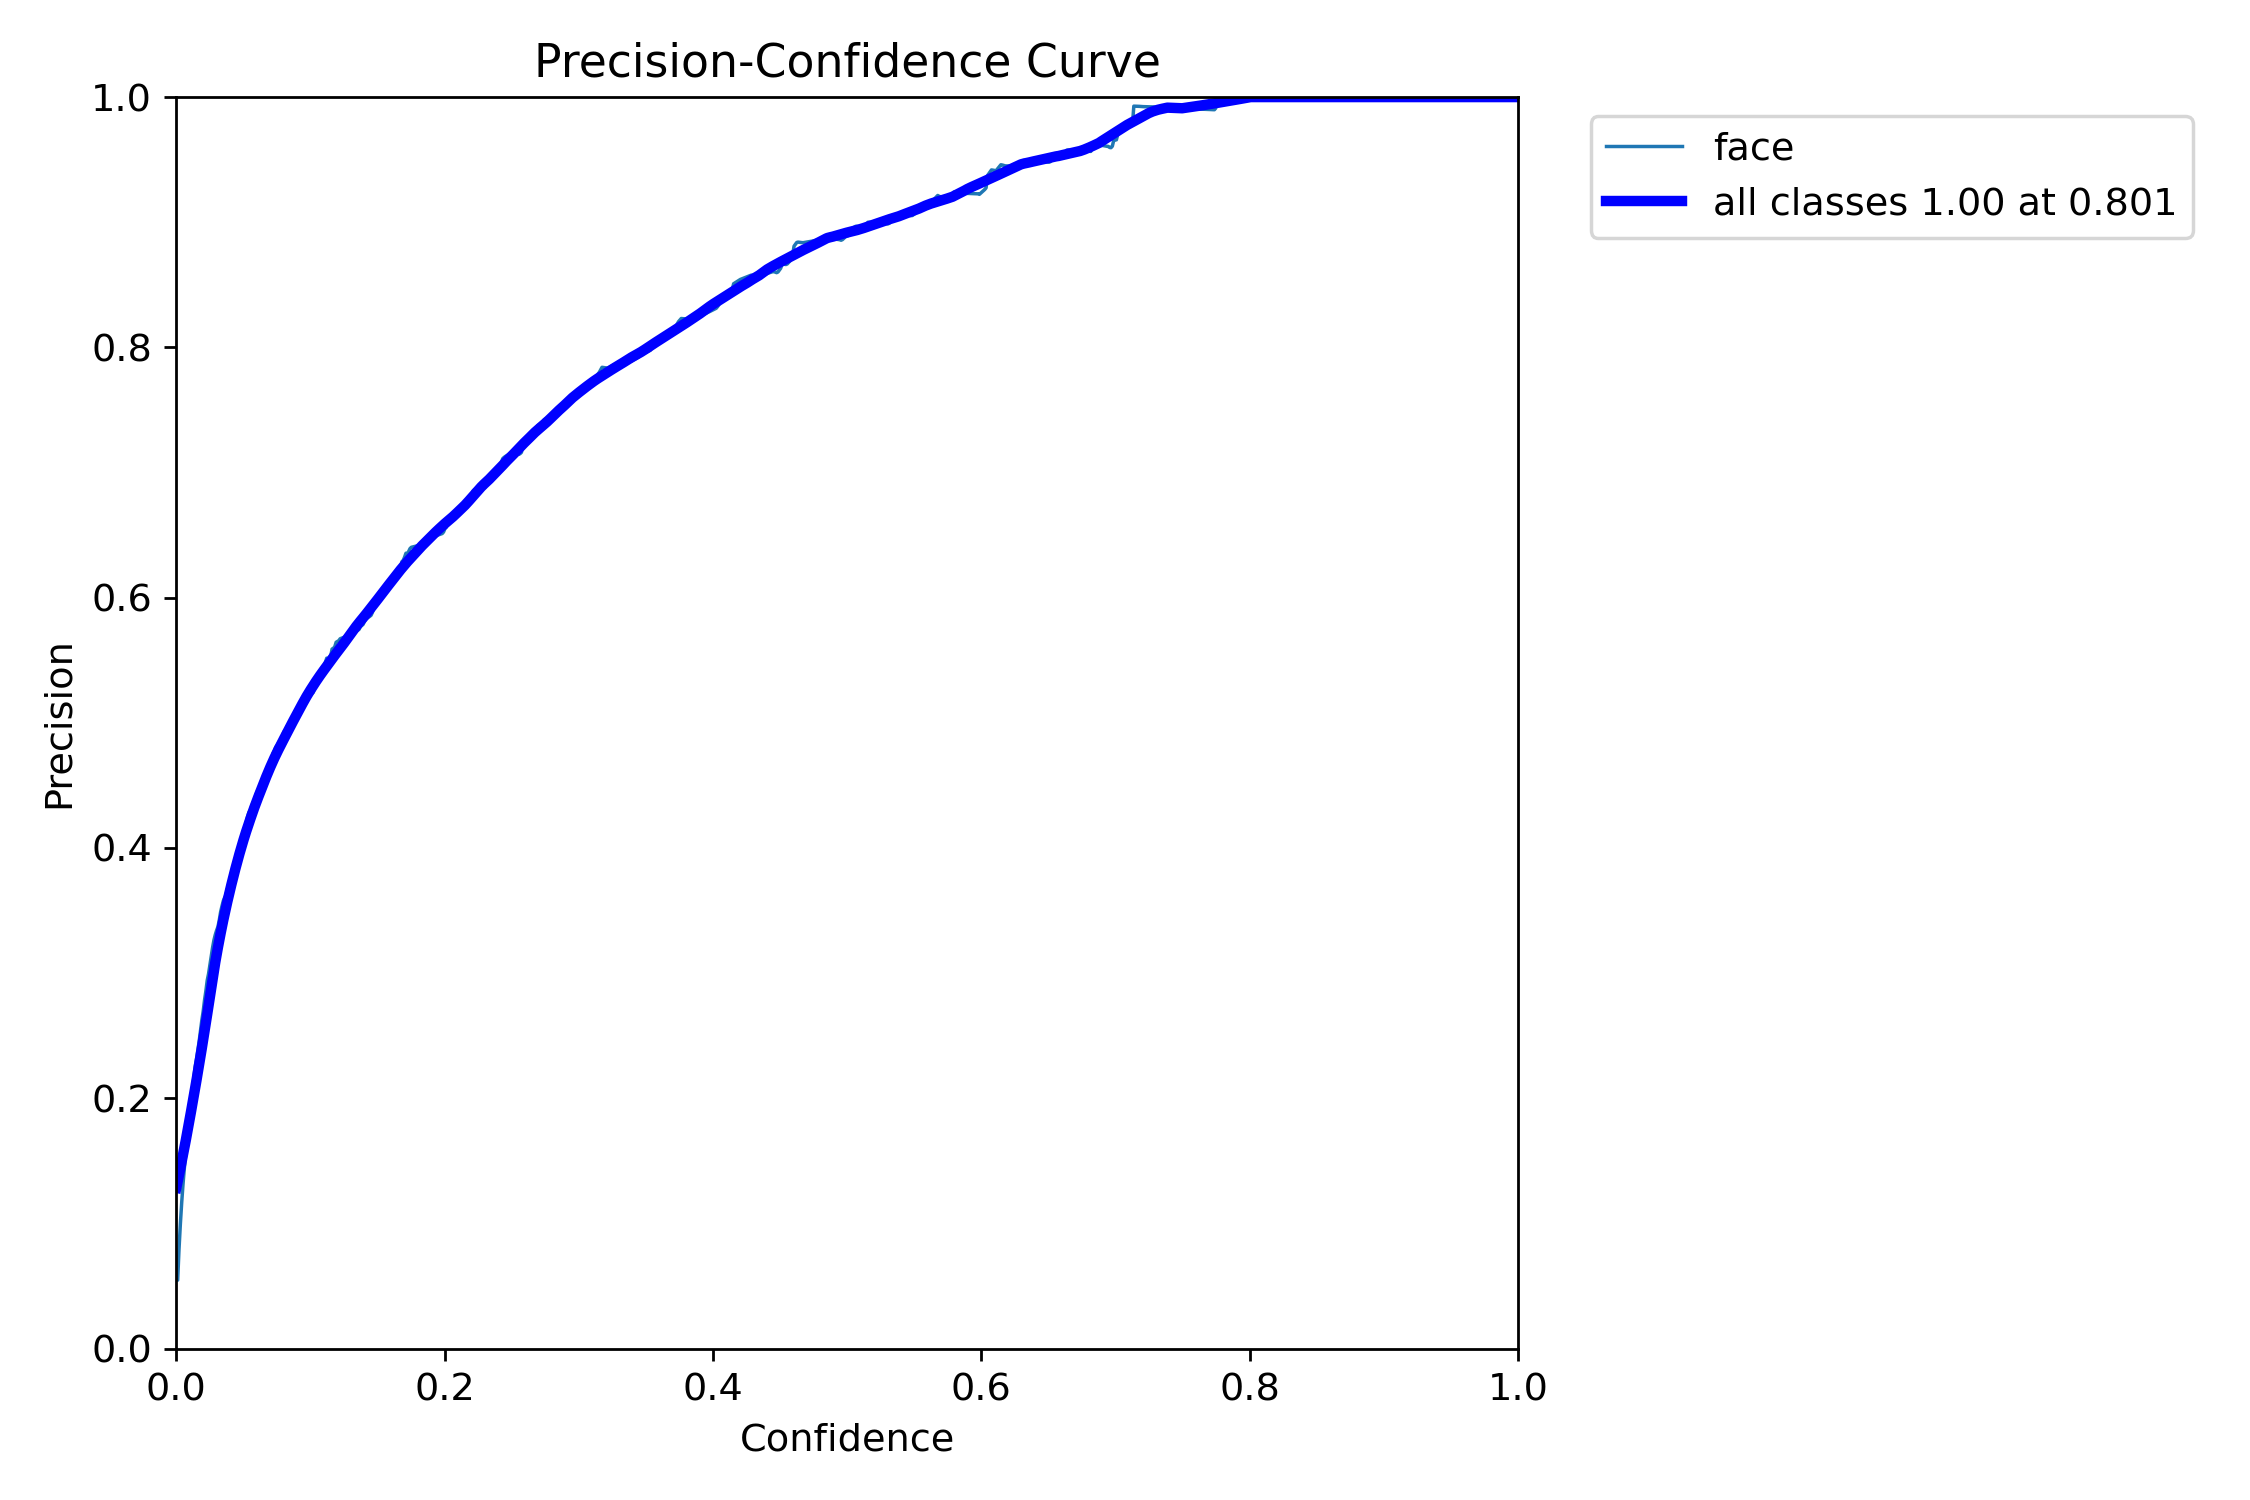 Precision-Confidence Curve
1.0
0.8
0.6
0.4
0.2
0.0
Precision
0.0 0.2 0.4 0.6 0.8 1.0
Confidence
face
all classes 1.00 at 0.801